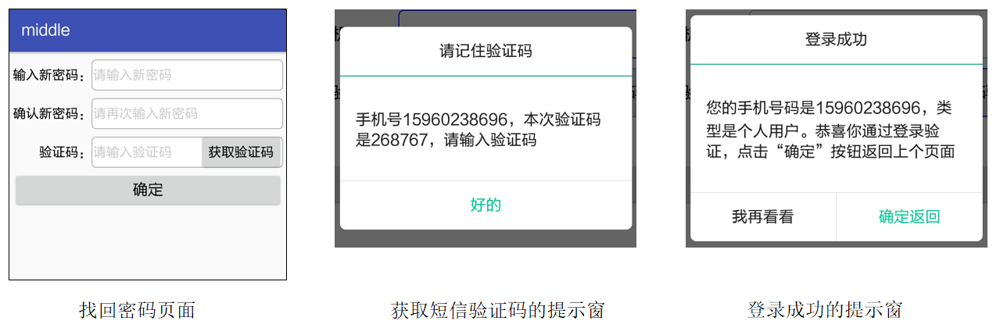 middle
输入新密码：请输入新密码
确认新密码：请再次输入新密码
验证码：请输入验证码 获取验证码
确定
找回密码页面
请记住验证码
手机号15960238696，本次验证码
是268767，请输入验证码
好的
获取短信验证码的提示窗
登录成功
您的手机号码是15960238696，类
型是个人用户。恭喜你通过登录验
证，点击“确定”按钮返回上个页面
我再看看 确定返回
登录成功的提示窗